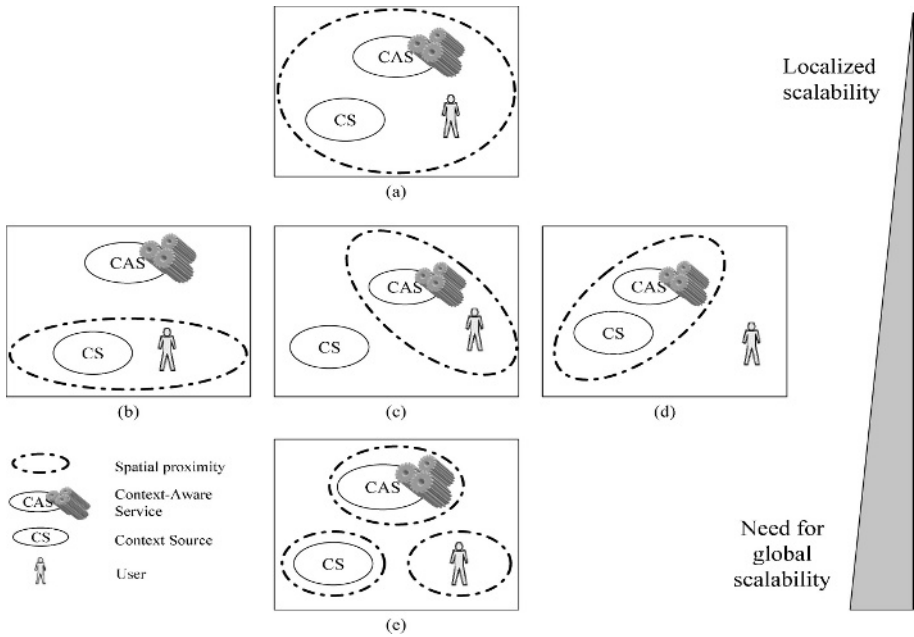 CAS
CS
(a)
Localized
scalability
CAS
CS
(b)
CAS
CS
(c)
CAS
CS
(d)
Spatial proximity
CAS
Context-Aware
Service
CS
Context Source
User
CAS
CS
(e)
Need for
global
scalability